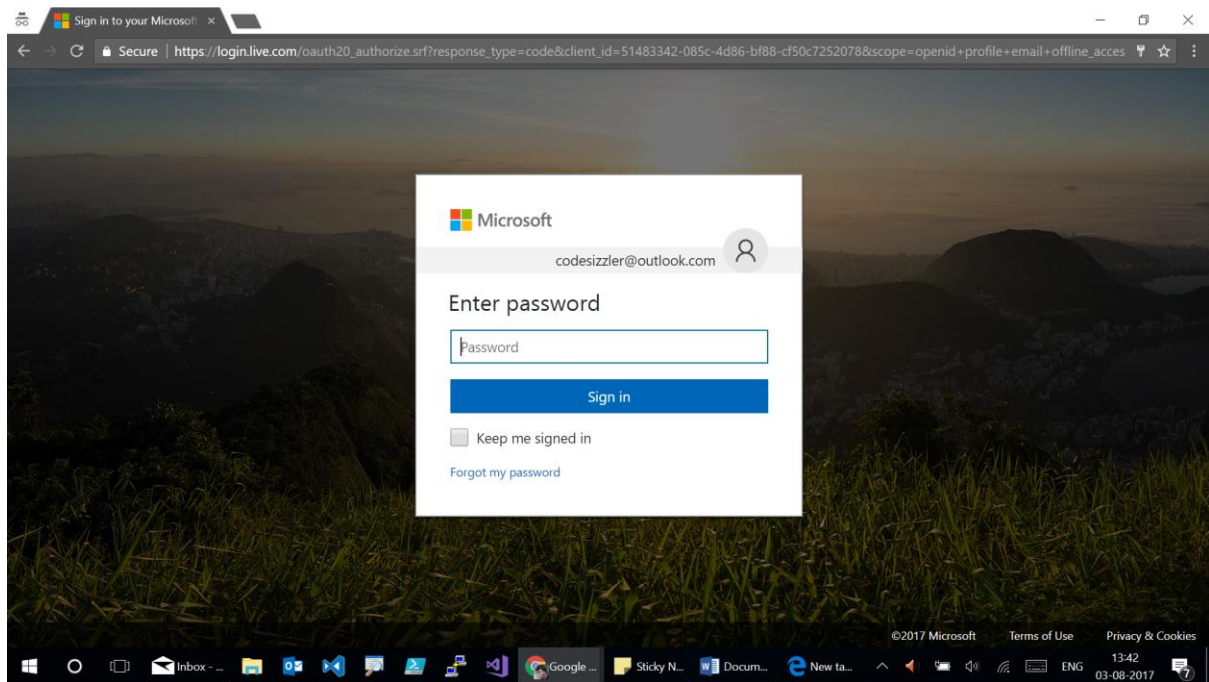 Sign in to your Microsoft
Secure | https://login.live.com/oauth20_authorize.srf?response_type=code&client_id=51483342-085c-4d86-bf88-cf50c7252078&scope=openid+profile+email+offline_acces
Microsoft
codesizzler@outlook.com
Enter password
Password
Sign in
Keep me signed in
Forgot my password
©2017 Microsoft Terms of Use Privacy & Cookies
Inbox - ... Google ... Sticky N... Docum... New ta... ENG 13:42
03-08-2017 7